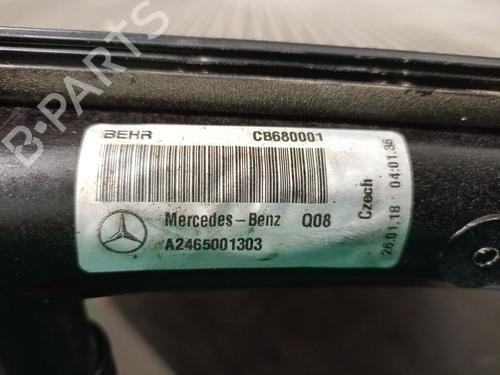 B-PARTS
BEHR CB680001
Mercedes-Benz Q08
A2465001303
Czech
26.01.18 04:01:36